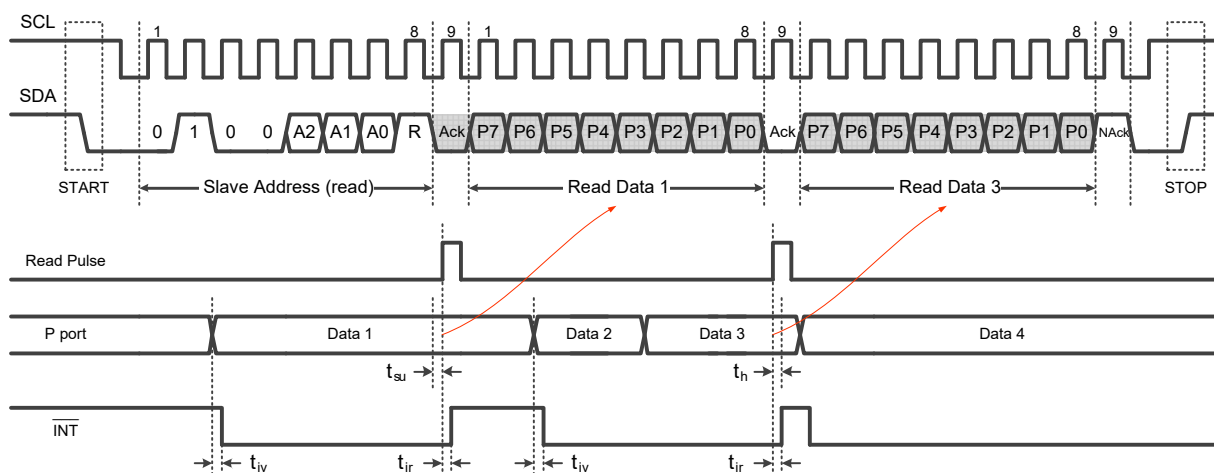 SCL 1 8 9 1 8 9 8 9
SDA
0 1 0 0 A2 A1 A0 R Ack P7 P6 P5 P4 P3 P2 P1 P0 Ack P7 P6 P5 P4 P3 P2 P1 P0 NAck
START Slave Address (read) Read Data 1 Read Data 3 STOP
Read Pulse
P port Data 1 Data 2 Data 3 Data 4
tsu th
INT
tiv tir tiv tir